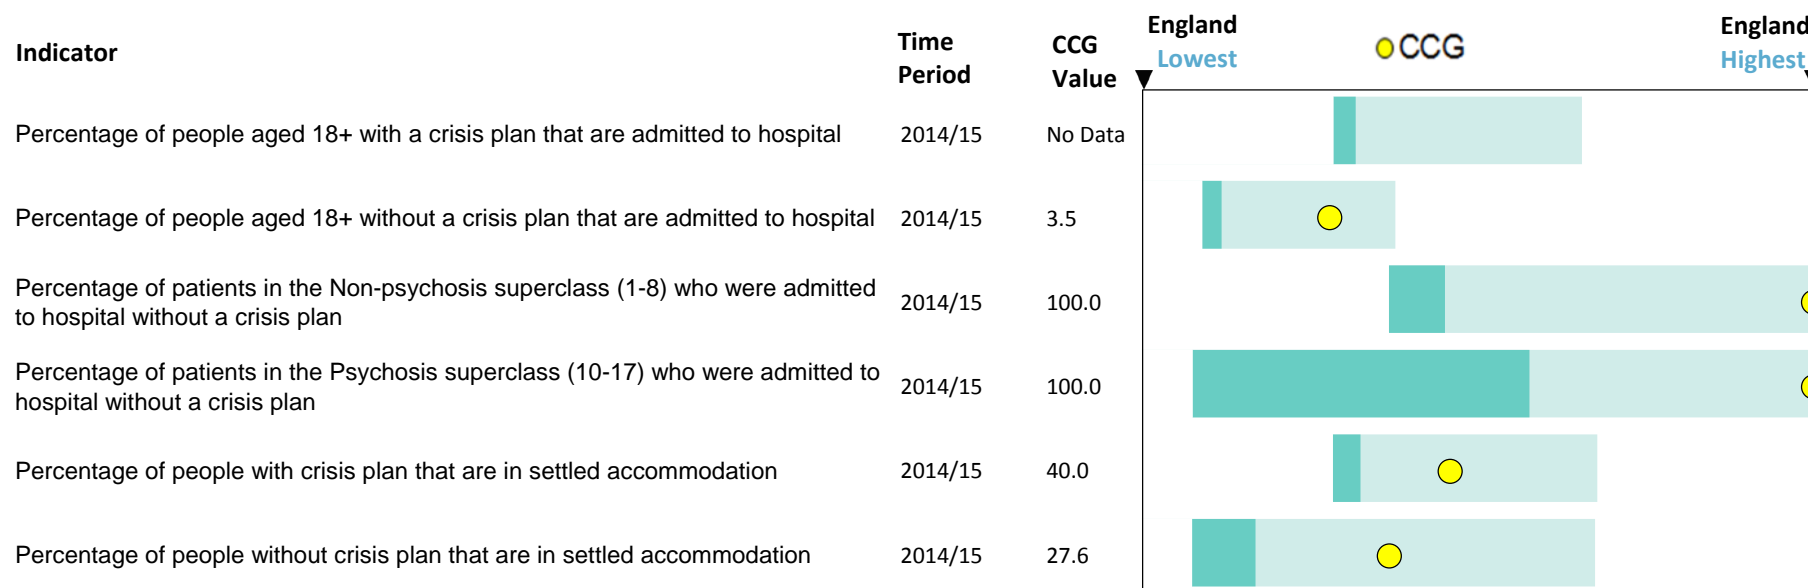 Indicator
Time
Period
CCG
Value
England
Lowest
CCG
England
Highest
Percentage of people aged 18+ with a crisis plan that are admitted to hospital 2014/15 No Data
Percentage of people aged 18+ without a crisis plan that are admitted to hospital 2014/15 3.5
Percentage of patients in the Non-psychosis superclass (1-8) who were admitted
to hospital without a crisis plan 2014/15 100.0
Percentage of patients in the Psychosis superclass (10-17) who were admitted to
hospital without a crisis plan 2014/15 100.0
Percentage of people with crisis plan that are in settled accommodation 2014/15 40.0
Percentage of people without crisis plan that are in settled accommodation 2014/15 27.6